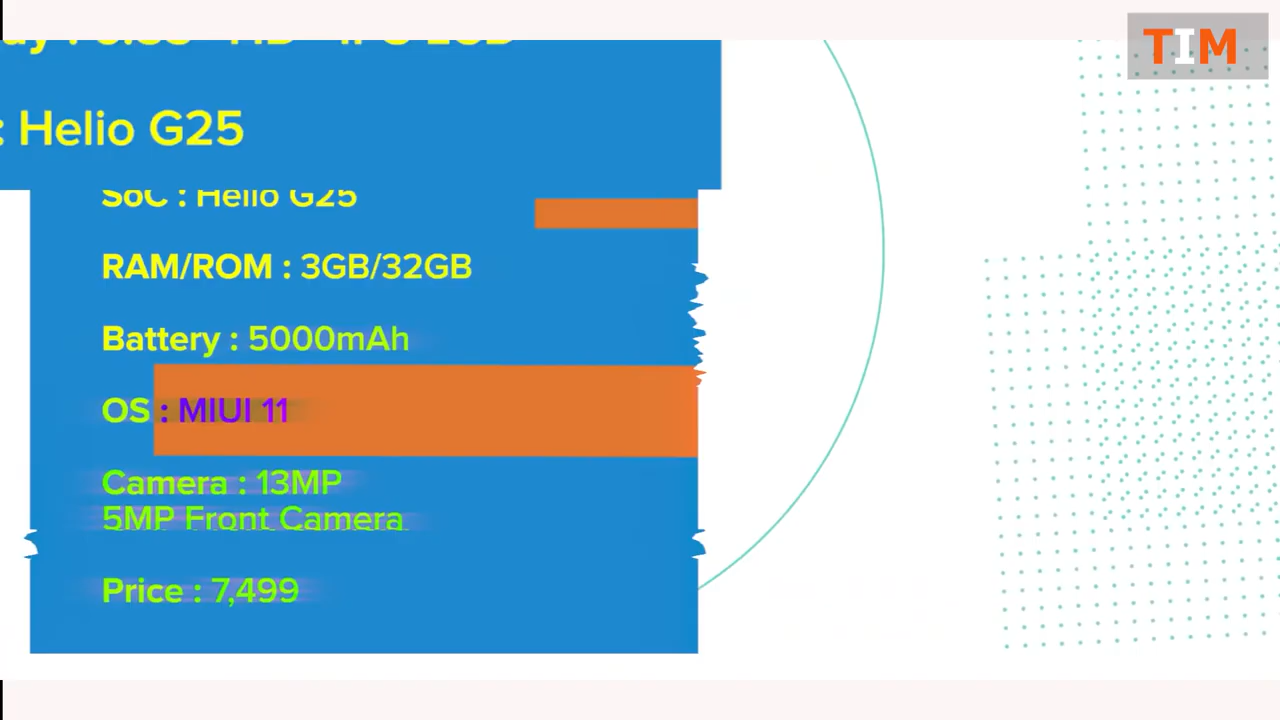 TIM
: Helio G25
SoC : Helio G25
RAM/ROM : 3GB/32GB
Battery : 5000mAh
OS : MIUI 11
Camera : 13MP
5MP Front Camera
Price : 7,499